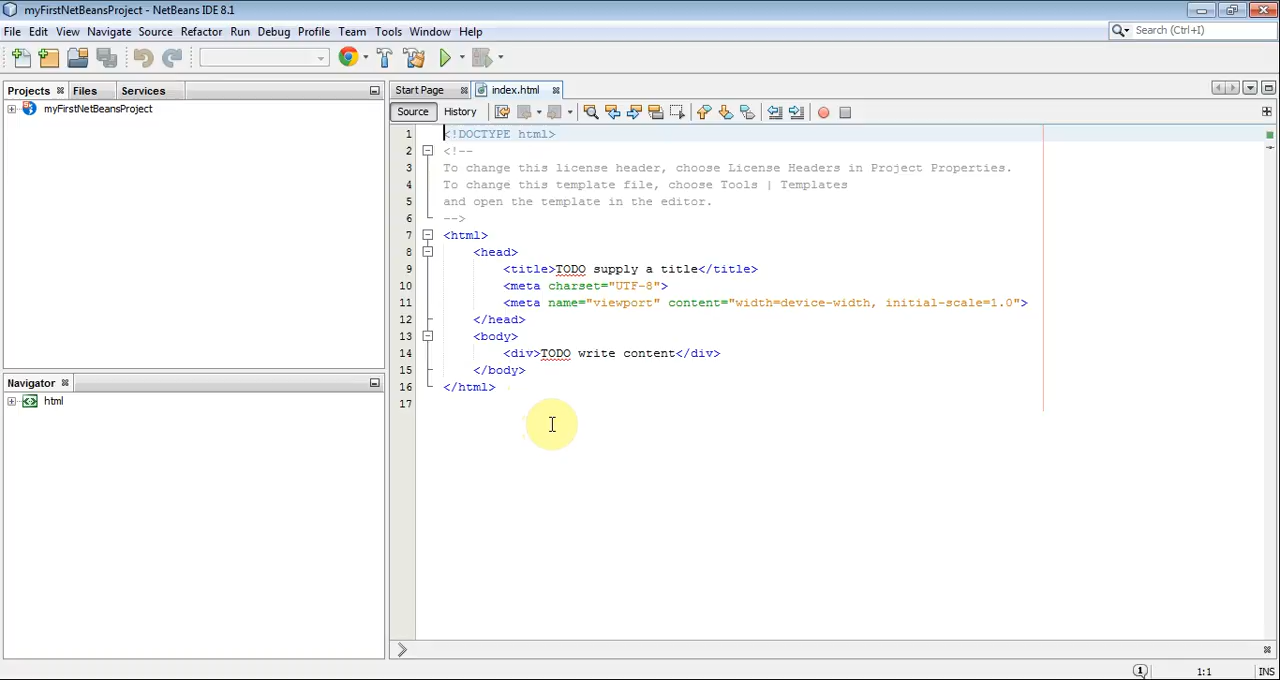 myFirstNetBeansProject - NetBeans IDE 8.1
File Edit View Navigate Source Refactor Run Debug Profile Team Tools Window Help
Search (Ctrl+I)
Projects Files Services
myFirstNetBeansProject
Navigator
html
Start Page index.html
Source History
1 <!DOCTYPE html>
2 <!--
3 To change this license header, choose License Headers in Project Properties.
4 To change this template file, choose Tools | Templates
5 and open the template in the editor.
6 -->
7 <html>
8 <head>
9 <title>TODO supply a title</title>
10 <meta charset="UTF-8">
11 <meta name="viewport" content="width=device-width, initial-scale=1.0">
12 </head>
13 <body>
14 <div>TODO write content</div>
15 </body>
16 </html>
17
1 1:1 INS